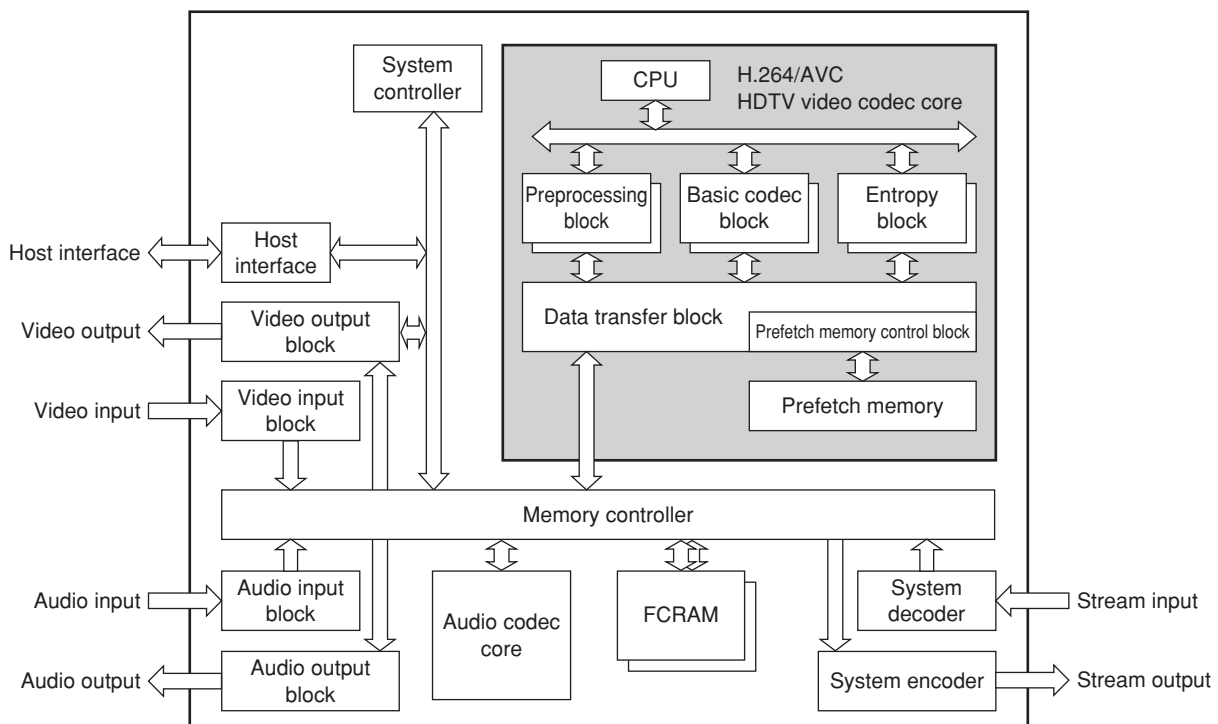 System
controller
CPU
H.264/AVC
HDTV video codec core
Preprocessing
block
Basic codec
block
Entropy
block
Host interface
Host
interface
Video output
Video output
block
Data transfer block
Prefetch memory control block
Video input
Video input
block
Prefetch memory
Memory controller
Audio input
Audio input
block
Audio codec
core
FCRAM
System
decoder
Stream input
Audio output
Audio output
block
System encoder
Stream output